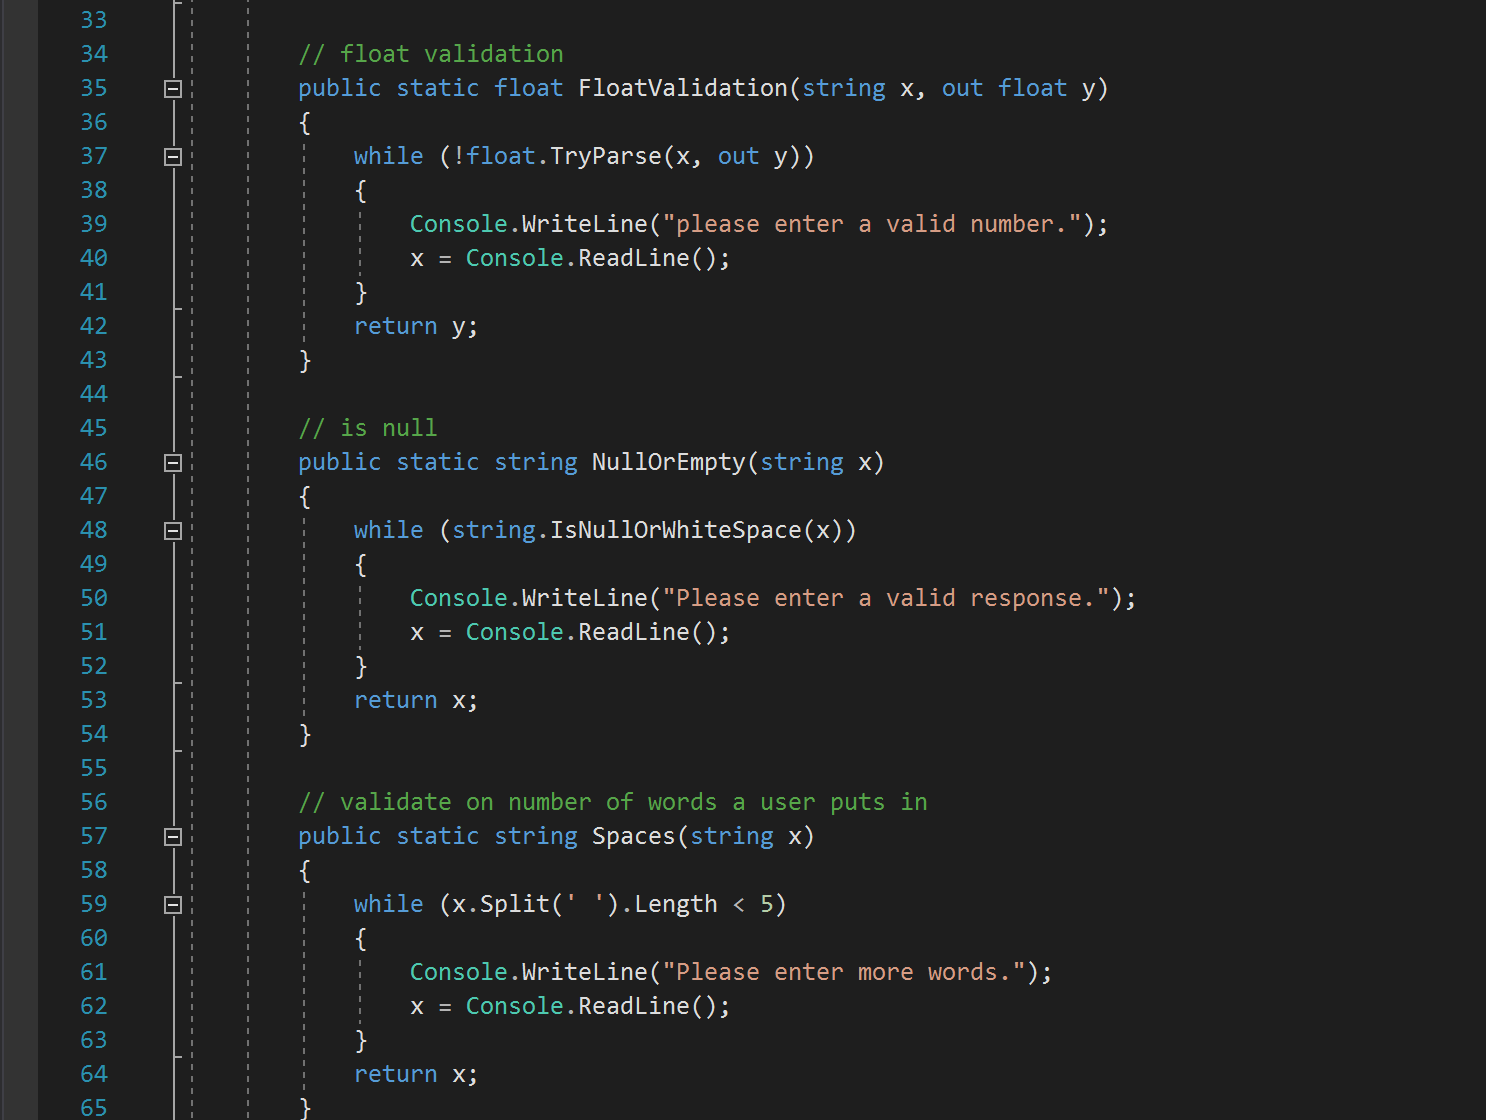 33
34 // float validation
35 public static float FloatValidation(string x, out float y)
36 {
37 while (!float.TryParse(x, out y))
38 {
39 Console.WriteLine("please enter a valid number.");
40 x = Console.ReadLine();
41 }
42 return y;
43 }
44
45 // is null
46 public static string NullOrEmpty(string x)
47 {
48 while (string.IsNullOrWhiteSpace(x))
49 {
50 Console.WriteLine("Please enter a valid response.");
51 x = Console.ReadLine();
52 }
53 return x;
54 }
55
56 // validate on number of words a user puts in
57 public static string Spaces(string x)
58 {
59 while (x.Split(' ').Length < 5)
60 {
61 Console.WriteLine("Please enter more words.");
62 x = Console.ReadLine();
63 }
64 return x;
65 }